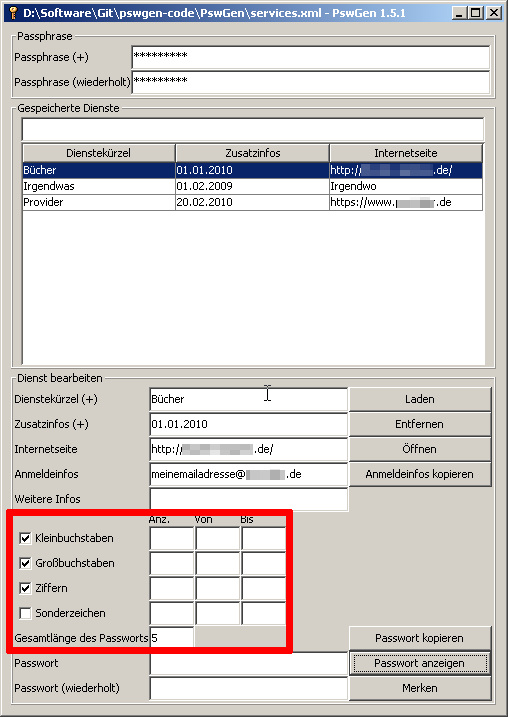 D:\Software\Git\pswgen-code\PswGen\services.xml - PswGen 1.5.1
Passphrase
Passphrase (+) *********
Passphrase (wiederholt) *********
Gespeicherte Dienste
Dienstekürzel Zusatzinfos Internetseite
Bücher 01.01.2010 http:// .de/
Irgendwas 01.02.2009 Irgendwo
Provider 20.02.2010 https://www. .de
Dienst bearbeiten
Dienstekürzel (+) Bücher Laden
Zusatzinfos (+) 01.01.2010 Entfernen
Internetseite http:// .de/ Öffnen
Anmeldeinfos meinemailadresse@ .de Anmeldeinfos kopieren
Weitere Infos
Anz. Von Bis
Kleinbuchstaben
Großbuchstaben
Ziffern
Sonderzeichen
Gesamtlänge des Passworts 5 Passwort kopieren
Passwort Passwort anzeigen
Passwort (wiederholt) Merken